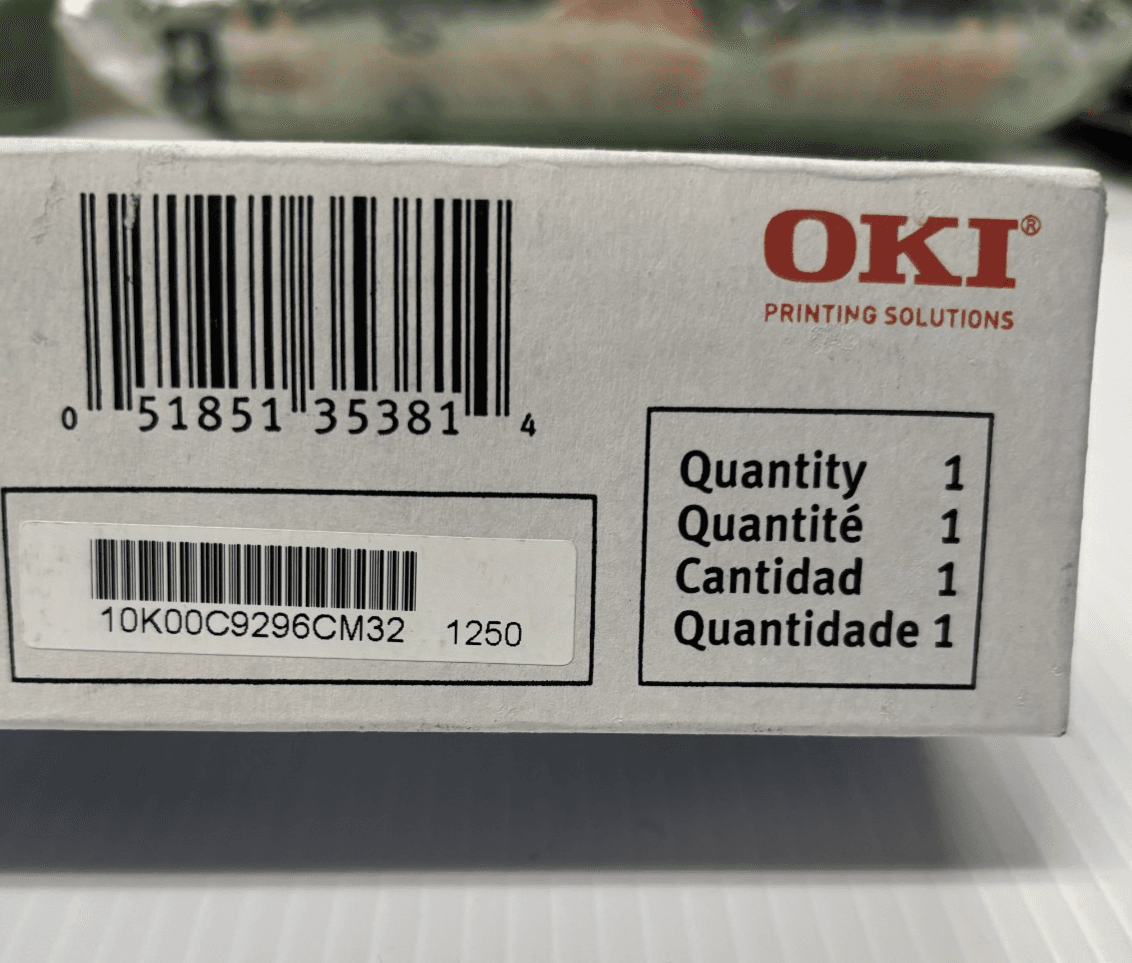 0 51851 35381 4
OKI®
PRINTING SOLUTIONS
10K00C9296CM32 1250
Quantity 1
Quantité 1
Cantidad 1
Quantidade 1